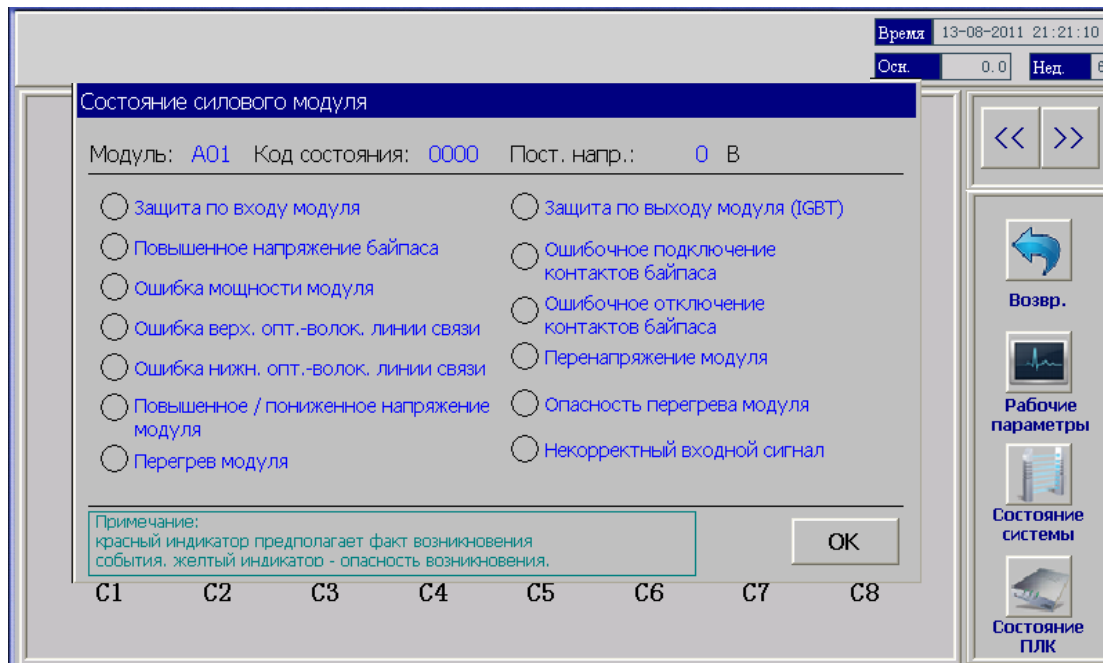 Время 13-08-2011 21:21:10
Осн. 0.0 Нед. 6
Состояние силового модуля
Модуль: A01 Код состояния: 0000 Пост. напр.: 0 В
Защита по входу модуля
Повышенное напряжение байпаса
Ошибка мощности модуля
Ошибка верх. опт.-волок. линии связи
Ошибка нижн. опт.-волок. линии связи
Повышенное / пониженное напряжение
модуля
Перегрев модуля
Защита по выходу модуля (IGBT)
Ошибочное подключение
контактов байпаса
Ошибочное отключение
контактов байпаса
Перенапряжение модуля
Опасность перегрева модуля
Некорректный входной сигнал
Примечание:
красный индикатор предполагает факт возникновения
события. желтый индикатор - опасность возникновения.
OK
C1 C2 C3 C4 C5 C6 C7 C8
<< >>
Возвр.
Рабочие
параметры
Состояние
системы
Состояние
ПЛК